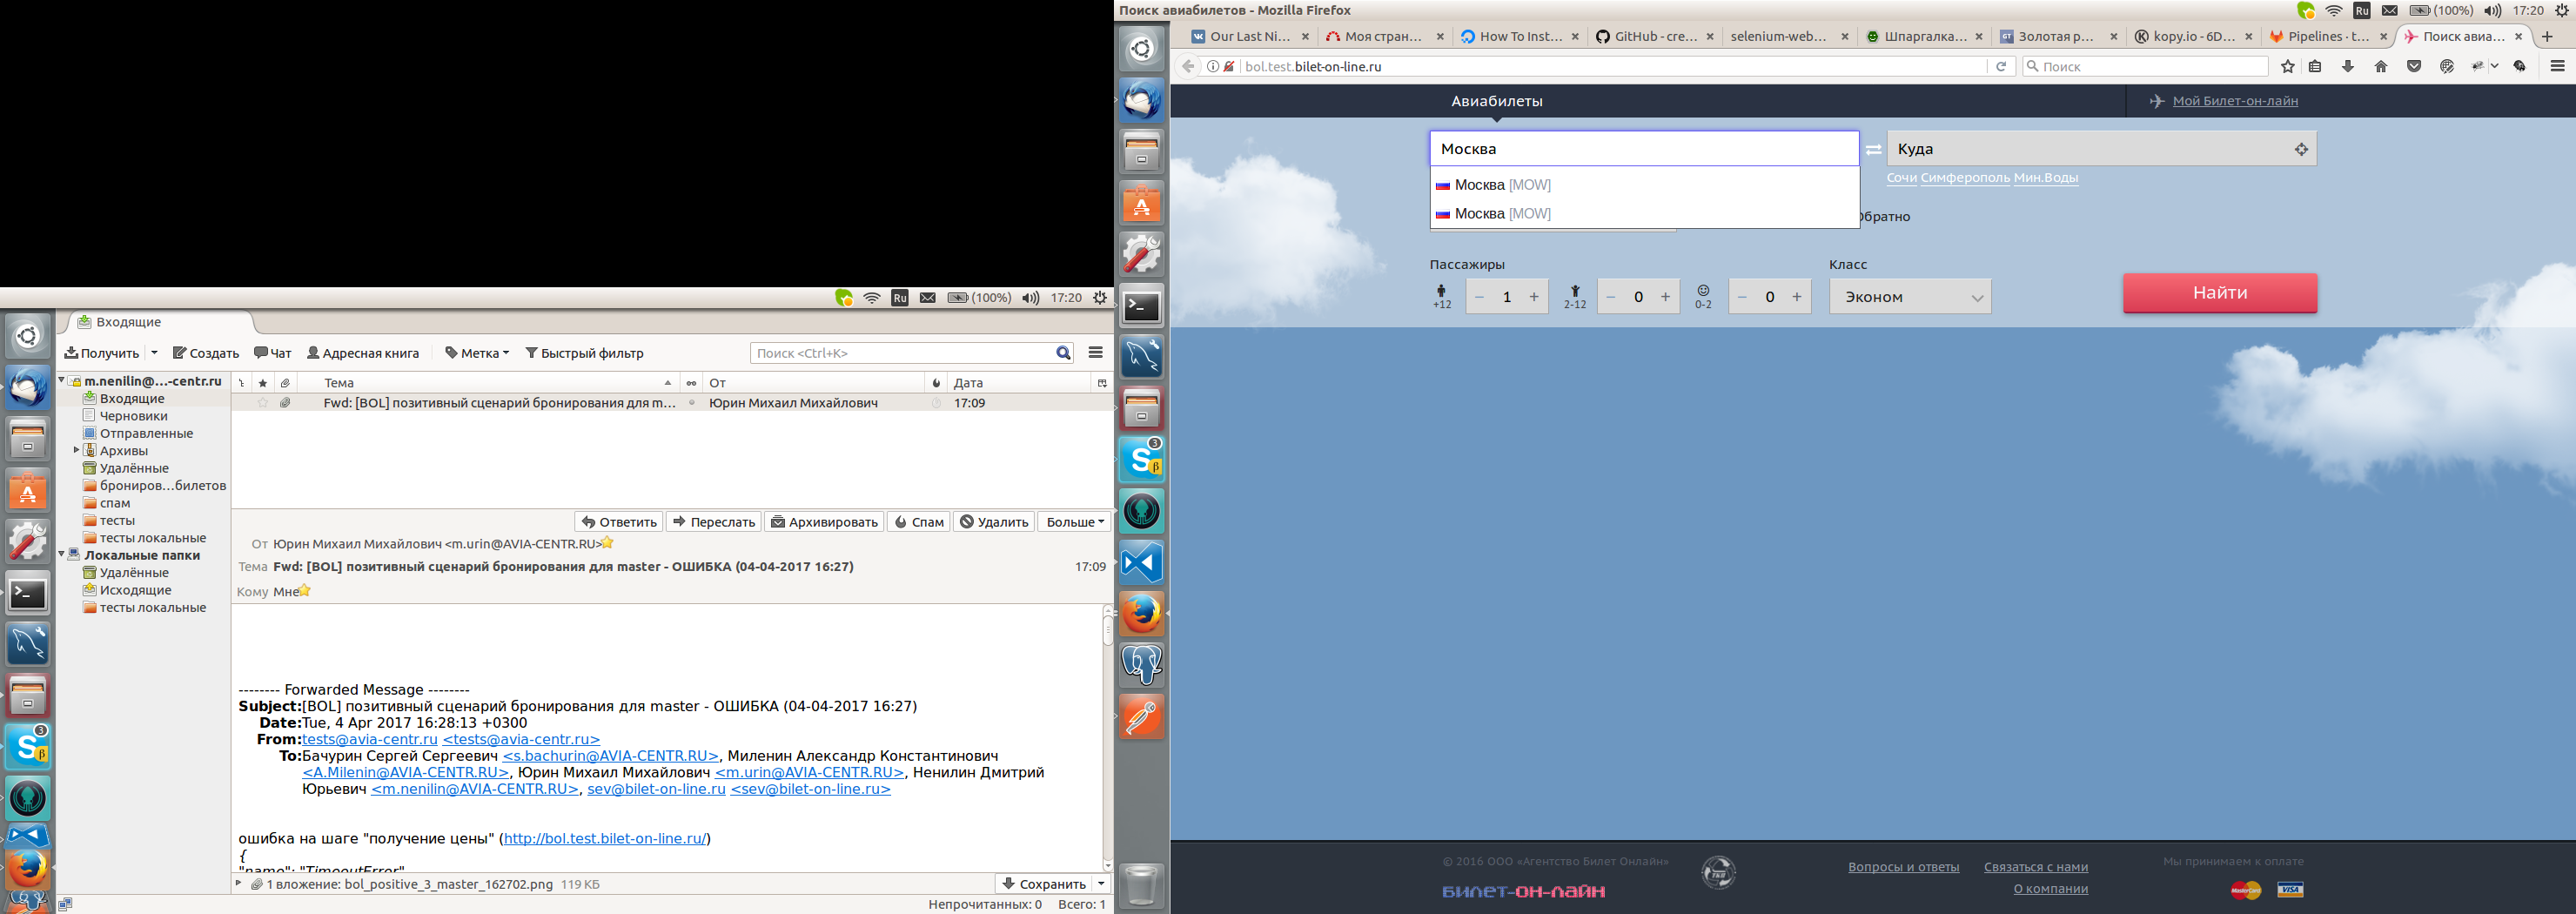 Ru (100%) 17:20
Входящие
Получить Создать Чат Адресная книга Метка Быстрый фильтр Поиск <Ctrl+K>
m.nenilin@...-centr.ru
Входящие
Черновики
Отправленные
Архивы
Удалённые
брониров...билетов
спам
тесты
тесты локальные
Локальные папки
Удалённые
Исходящие
тесты локальные
Тема От Дата
Fwd: [BOL] позитивный сценарий бронирования для m... Юрин Михаил Михайлович 17:09
Ответить Переслать Архивировать Спам Удалить Больше
От Юрин Михаил Михайлович <m.urin@AVIA-CENTR.RU>
Тема Fwd: [BOL] позитивный сценарий бронирования для master - ОШИБКА (04-04-2017 16:27) 17:09
Кому Мне
-------- Forwarded Message --------
Subject:[BOL] позитивный сценарий бронирования для master - ОШИБКА (04-04-2017 16:27)
Date:Tue, 4 Apr 2017 16:28:13 +0300
From:tests@avia-centr.ru <tests@avia-centr.ru>
To:Бачурин Сергей Сергеевич <s.bachurin@AVIA-CENTR.RU>, Миленин Александр Константинович
<A.Milenin@AVIA-CENTR.RU>, Юрин Михаил Михайлович <m.urin@AVIA-CENTR.RU>, Ненилин Дмитрий
Юрьевич <m.nenilin@AVIA-CENTR.RU>, sev@bilet-on-line.ru <sev@bilet-on-line.ru>
ошибка на шаге "получение цены" (http://bol.test.bilet-on-line.ru/)
{
"name": "TimeoutError"
1 вложение: bol_positive_3_master_162702.png 119 КБ Сохранить
Непрочитанных: 0 Всего: 1
Поиск авиабилетов - Mozilla Firefox Ru (100%) 17:20
Our Last Ni... Моя стран... How To Inst... GitHub - cre... selenium-web... Шпаргалка... Золотая р... kopy.io - 6D... Pipelines · t... Поиск авиа...
bol.test.bilet-on-line.ru Поиск
Авиабилеты Мой Билет-он-лайн
Москва Куда
Москва [MOW] Сочи Симферополь Мин.Воды
Москва [MOW] Обратно
Пассажиры Класс
+12 − 1 + 2-12 − 0 + 0-2 − 0 + Эконом Найти
© 2016 ООО «Агентство Билет Онлайн» Вопросы и ответы Связаться с нами Мы принимаем к оплате
БИЛЕТ-ОН-ЛАЙН О компании MasterCard VISA